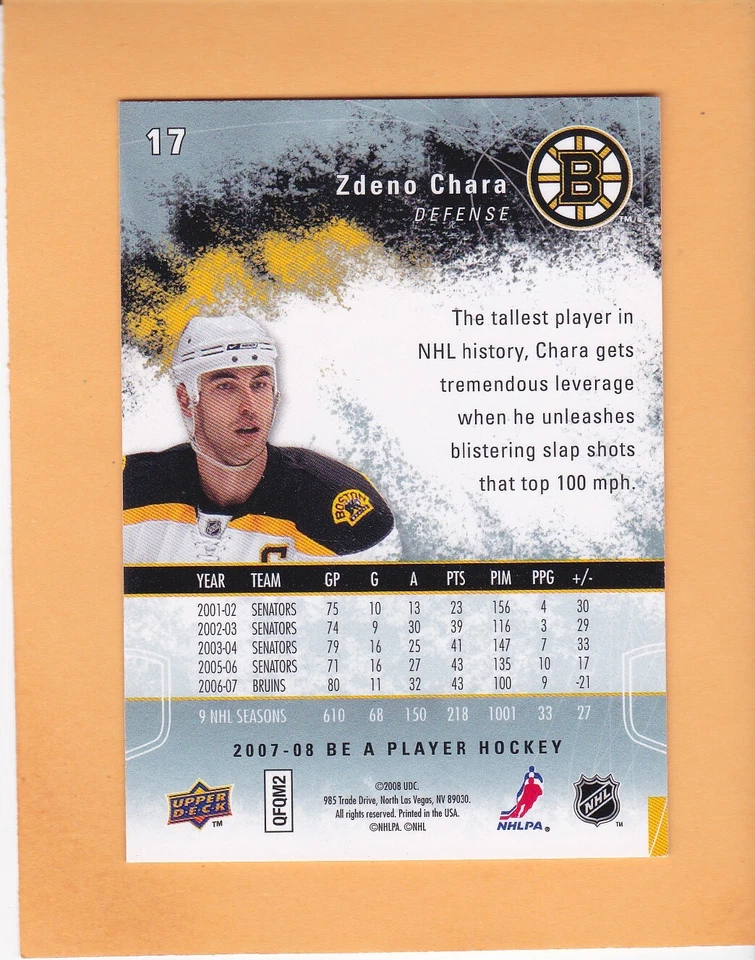 17
Zdeno Chara
DEFENSE
B
TM
The tallest player in
NHL history, Chara gets
tremendous leverage
when he unleashes
blistering slap shots
that top 100 mph.
BOSTON
C
YEAR TEAM GP G A PTS PIM PPG +/-
2001-02 SENATORS 75 10 13 23 156 4 30
2002-03 SENATORS 74 9 30 39 116 3 29
2003-04 SENATORS 79 16 25 41 147 7 33
2005-06 SENATORS 71 16 27 43 135 10 17
2006-07 BRUINS 80 11 32 43 100 9 -21
9 NHL SEASONS 610 68 150 218 1001 33 27
2007-08 BE A PLAYER HOCKEY
UPPER
D·E·C·K
TM
QFQM2
©2008 UDC.
985 Trade Drive, North Las Vegas, NV 89030.
All rights reserved. Printed in the USA.
©NHLPA. ©NHL
NHLPA®
NHL
TM